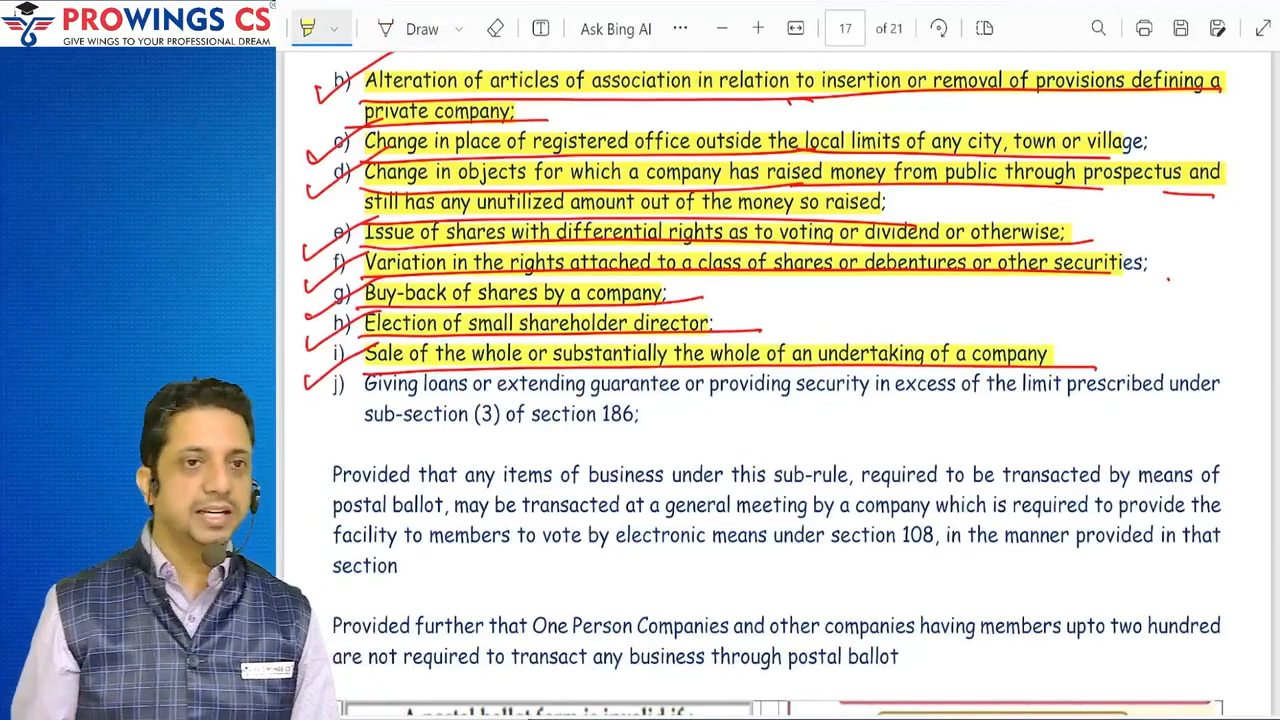 PROWINGS CS
GIVE WINGS TO YOUR PROFESSIONAL DREAM
Draw
Ask Bing AI
17 of 21
b) Alteration of articles of association in relation to insertion or removal of provisions defining a
private company;
c) Change in place of registered office outside the local limits of any city, town or village;
d) Change in objects for which a company has raised money from public through prospectus and
still has any unutilized amount out of the money so raised;
e) Issue of shares with differential rights as to voting or dividend or otherwise;
f) Variation in the rights attached to a class of shares or debentures or other securities;
g) Buy-back of shares by a company;
h) Election of small shareholder director;
i) Sale of the whole or substantially the whole of an undertaking of a company
j) Giving loans or extending guarantee or providing security in excess of the limit prescribed under
sub-section (3) of section 186;
Provided that any items of business under this sub-rule, required to be transacted by means of
postal ballot, may be transacted at a general meeting by a company which is required to provide the
facility to members to vote by electronic means under section 108, in the manner provided in that
section
Provided further that One Person Companies and other companies having members upto two hundred
are not required to transact any business through postal ballot
A postal ballot form is invalid if:
PROWINGS CS